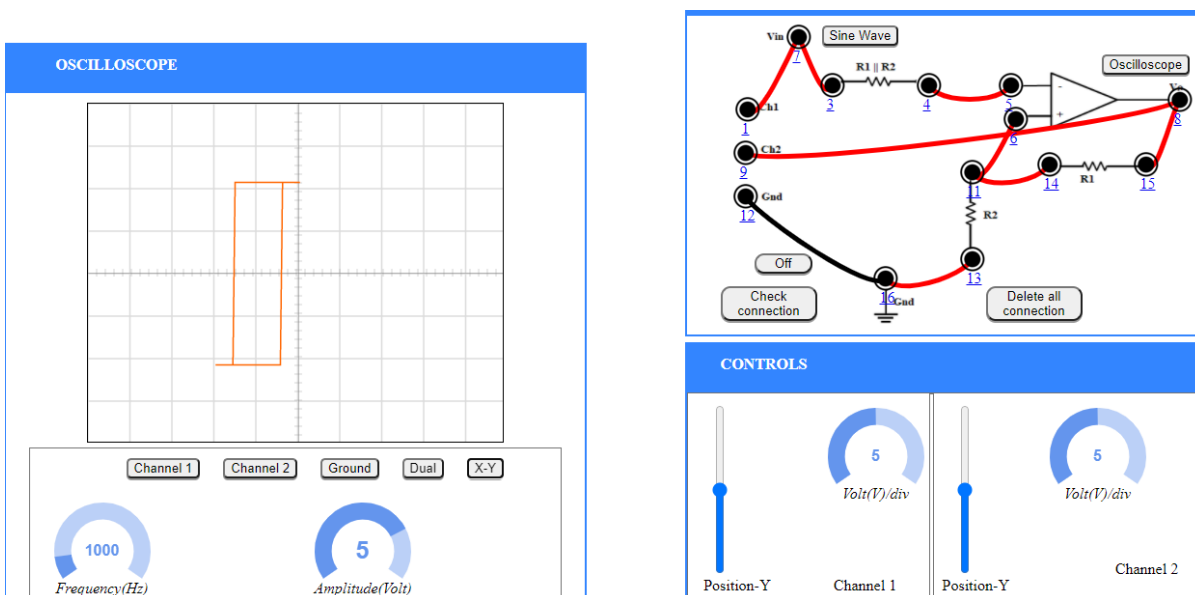 OSCILLOSCOPE
Channel 1
Channel 2
Ground
Dual
X-Y
1000
Frequency(Hz)
5
Amplitude(Volt)
Vin
Sine Wave
7
R1 || R2
Oscilloscope
Vo
3
4
5
-
+
8
Ch1
1
6
Ch2
9
11
14
R1
15
Gnd
12
R2
Off
13
16
Gnd
Check
connection
Delete all
connection
CONTROLS
5
Volt(V)/div
5
Volt(V)/div
Position-Y
Channel 1
Position-Y
Channel 2